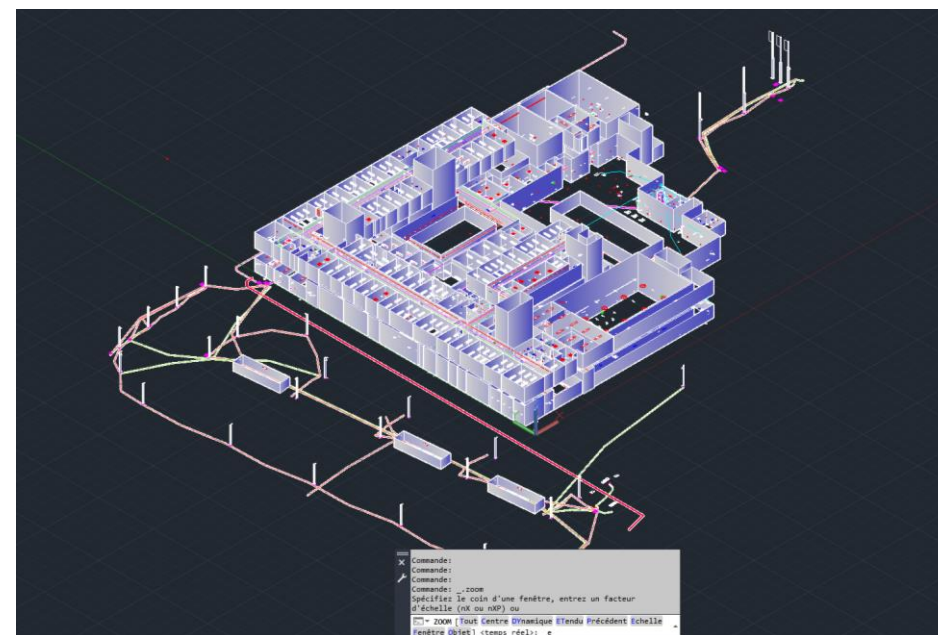 Commande:
Commande:
Commande:
Commande: _.zoom
Spécifiez le coin d'une fenêtre, entrez un facteur
d'échelle (nX ou nXP) ou
ZOOM [Tout Centre DYnamique ETendu Précédent Echelle
Fenêtre Objet] <temps réel>: e